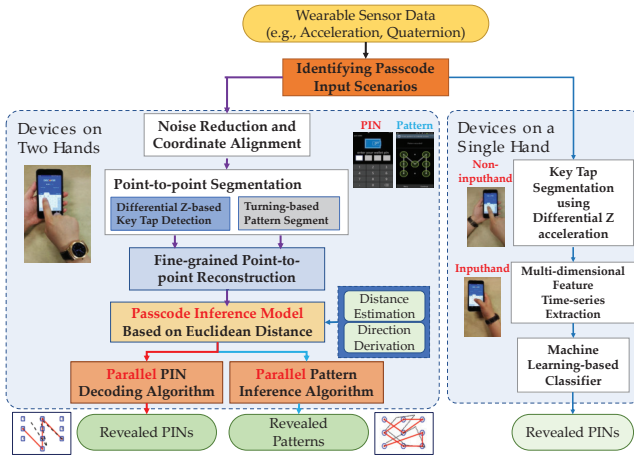 Wearable Sensor Data
(e.g., Acceleration, Quaternion)
Identifying Passcode
Input Scenarios
Devices on
Two Hands
Noise Reduction and
Coordinate Alignment
PIN
Pattern
Point-to-point Segmentation
Differential Z-based
Key Tap Detection
Turning-based
Pattern Segment
Fine-grained Point-to-
point Reconstruction
Passcode Inference Model
Based on Euclidean Distance
Distance
Estimation
Direction
Derivation
Parallel PIN
Decoding Algorithm
Parallel Pattern
Inference Algorithm
Revealed PINs
Revealed
Patterns
Devices on a
Single Hand
Non-
inputhand
Key Tap
Segmentation
using
Differential Z
acceleration
Inputhand
Multi-dimensional
Feature
Time-series
Extraction
Machine
Learning-based
Classifier
Revealed PINs